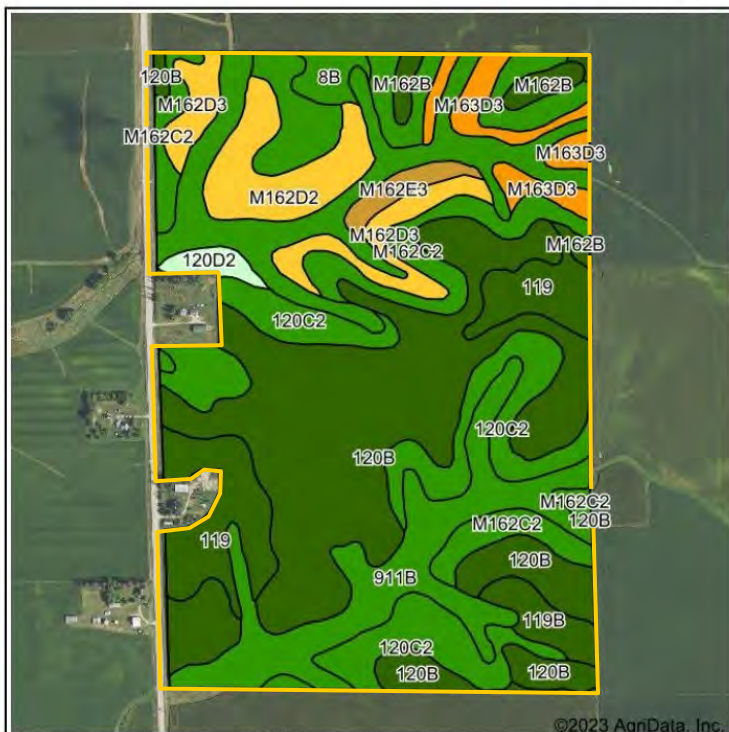 120B
8B
M162B
M162B
M162D3
M163D3
M162C2
M163D3
M162D2
M162E3
M163D3
M162D3
M162C2
M162B
120D2
119
120C2
120C2
120B
M162C2
M162C2
120B
119
120B
911B
119B
120C2
120B
120B
©2023 AgriData, Inc.